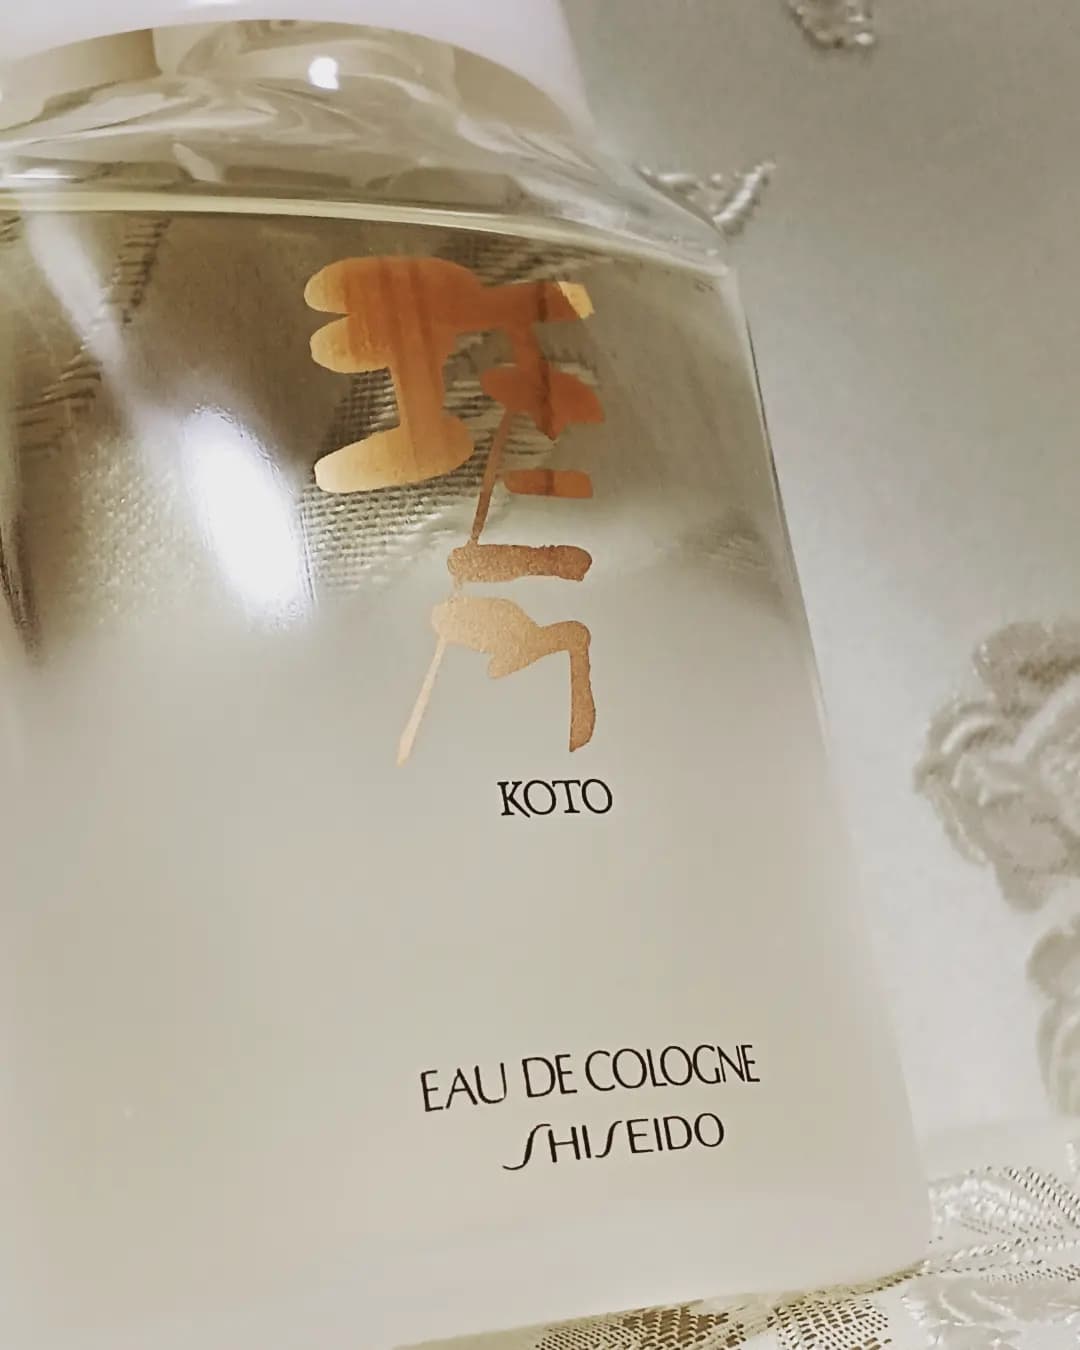 琴
KOTO
EAU DE COLOGNE
SHISEIDO